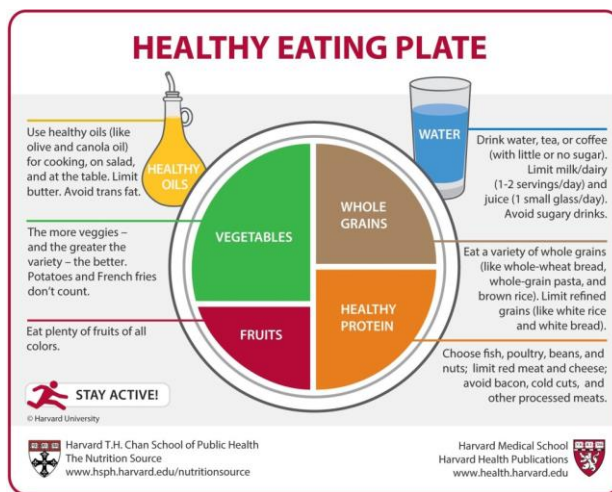 HEALTHY EATING PLATE
Use healthy oils (like
olive and canola oil)
for cooking, on salad,
and at the table. Limit
butter. Avoid trans fat.
HEALTHY
OILS
WATER
Drink water, tea, or coffee
(with little or no sugar).
Limit milk/dairy
(1-2 servings/day) and
juice (1 small glass/day).
Avoid sugary drinks.
The more veggies –
and the greater the
variety – the better.
Potatoes and French fries
don’t count.
VEGETABLES
WHOLE
GRAINS
Eat a variety of whole grains
(like whole-wheat bread,
whole-grain pasta, and
brown rice). Limit refined
grains (like white rice
and white bread).
Eat plenty of fruits of all
colors.
FRUITS
HEALTHY
PROTEIN
Choose fish, poultry, beans, and
nuts; limit red meat and cheese;
avoid bacon, cold cuts, and
other processed meats.
STAY ACTIVE!
© Harvard University
Harvard T.H. Chan School of Public Health
The Nutrition Source
www.hsph.harvard.edu/nutritionsource
Harvard Medical School
Harvard Health Publications
www.health.harvard.edu